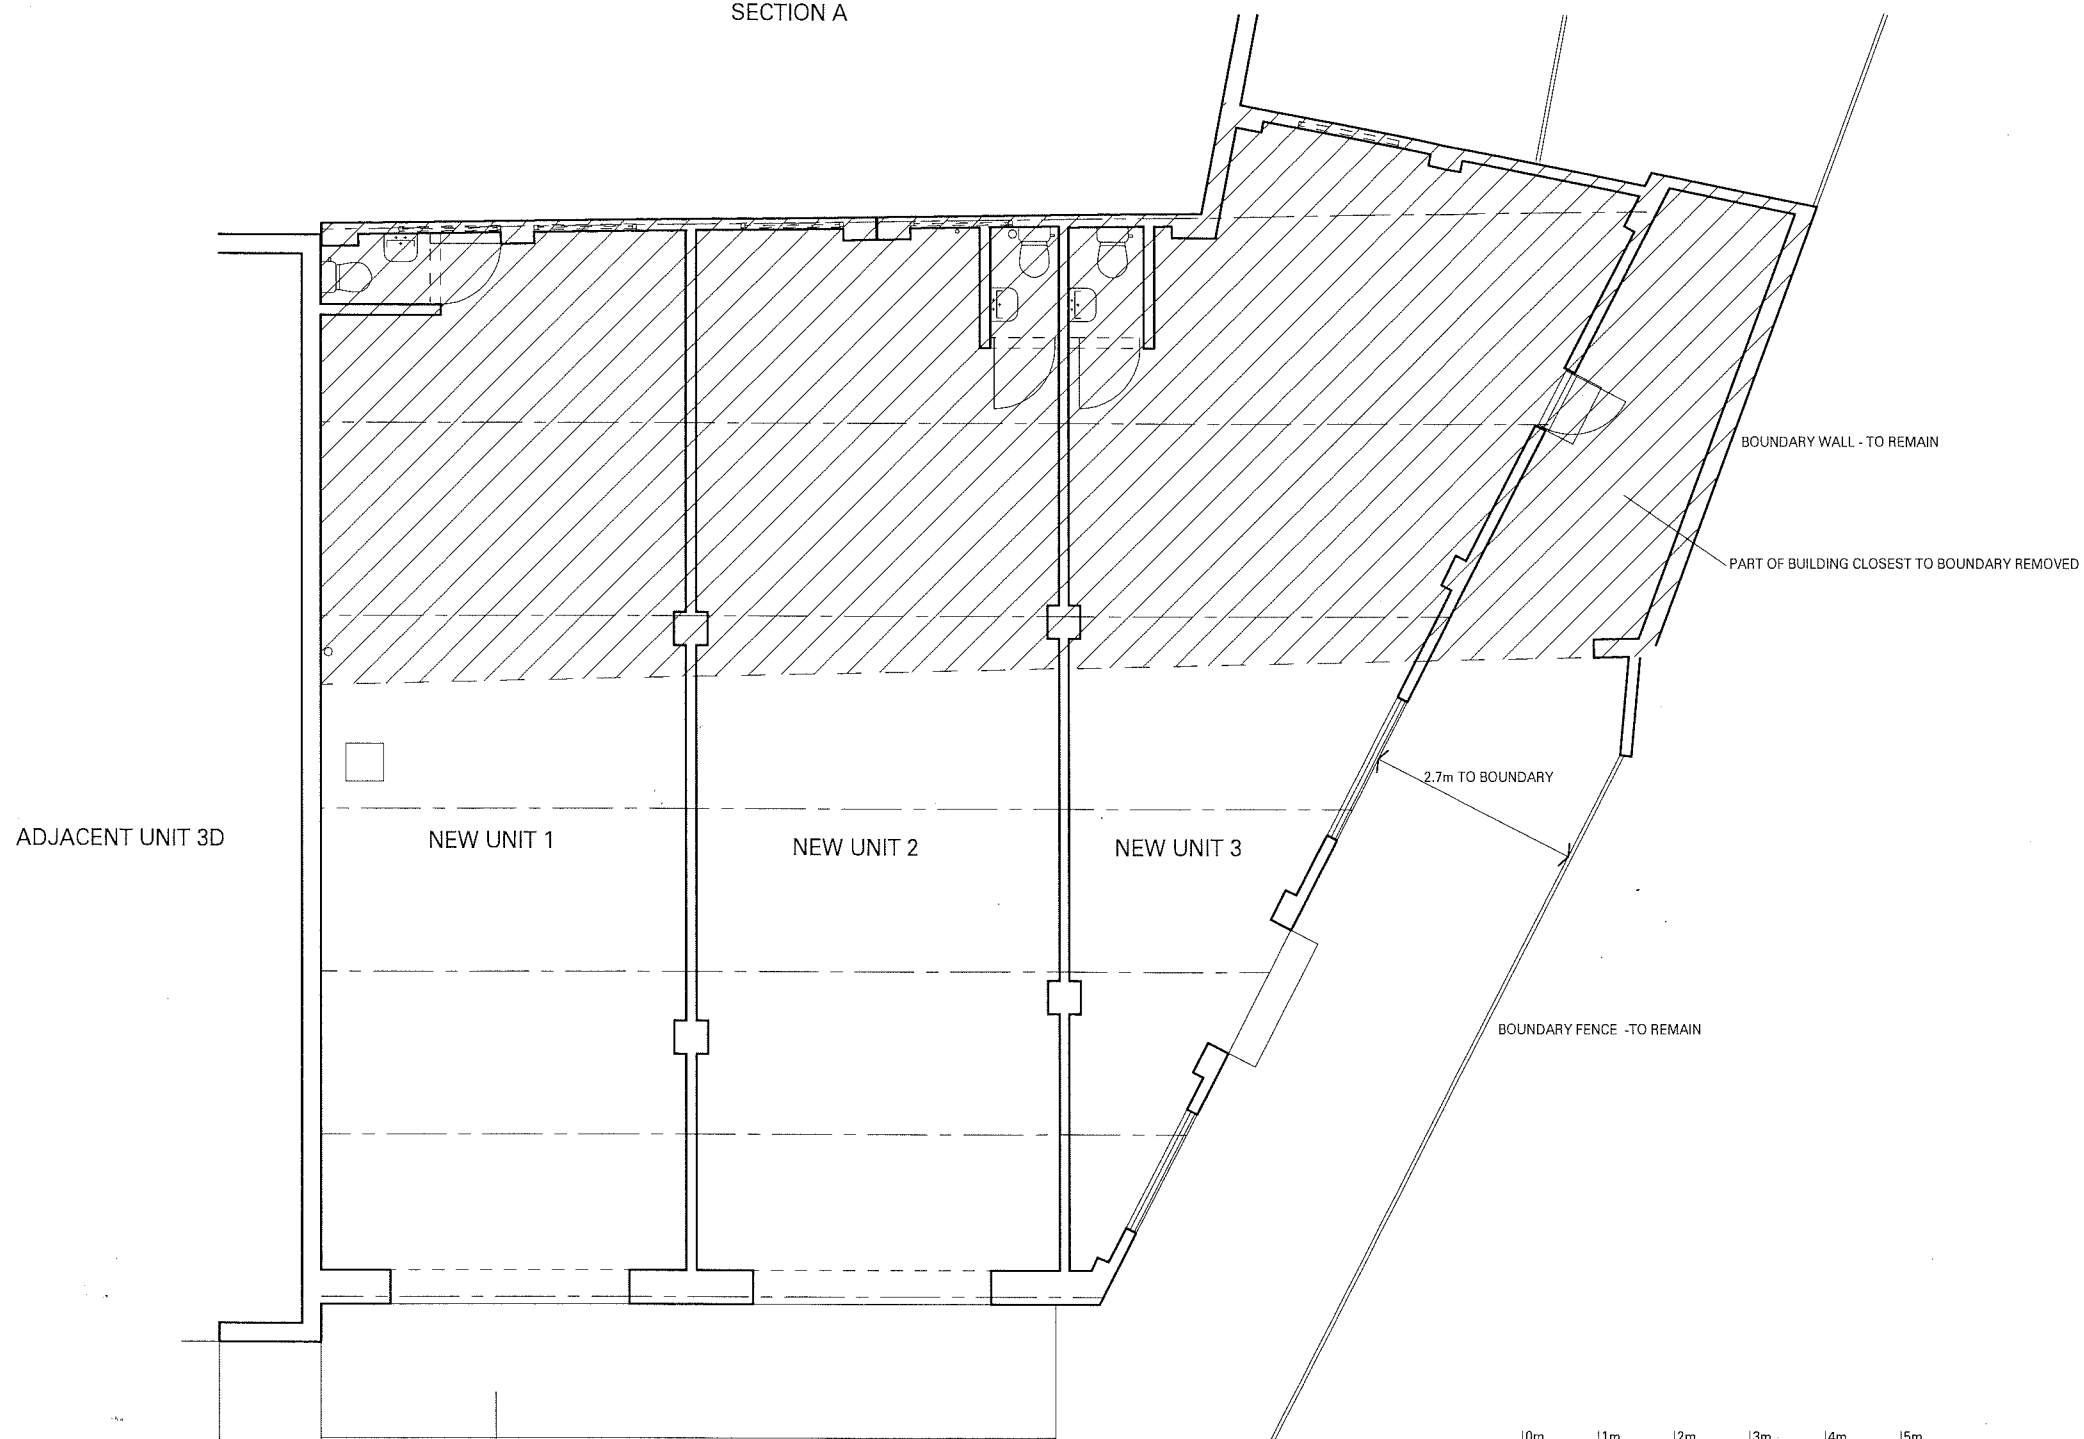 SECTION A
BOUNDARY WALL - TO REMAIN
PART OF BUILDING CLOSEST TO BOUNDARY REMOVED
2.7m TO BOUNDARY
ADJACENT UNIT 3D
NEW UNIT 1
NEW UNIT 2
NEW UNIT 3
BOUNDARY FENCE -TO REMAIN
0m 1m 2m 3m 4m 5m